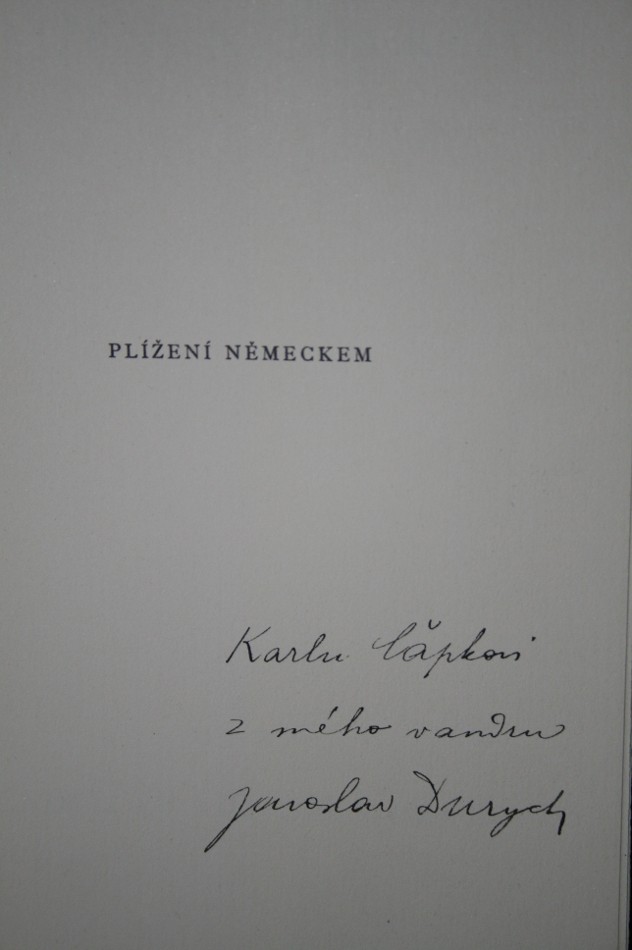 PLÍŽENÍ NĚMECKEM
Karlu Čapkovi
z mého vandru
Jaroslav Durych